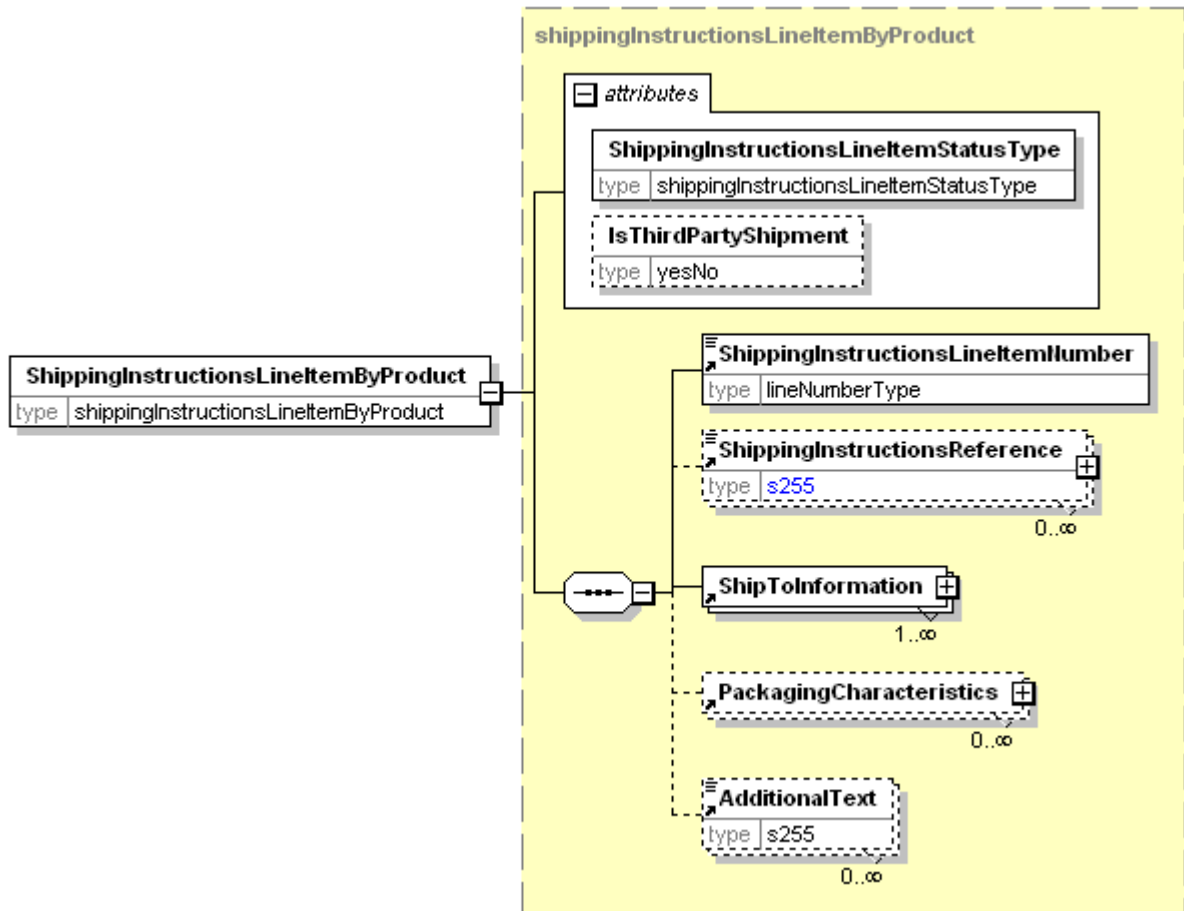 shippingInstructionsLineItemByProduct
attributes
ShippingInstructionsLineItemStatusType
type shippingInstructionsLineItemStatusType
IsThirdPartyShipment
type yesNo
ShippingInstructionsLineItemByProduct
type shippingInstructionsLineItemByProduct
ShippingInstructionsLineItemNumber
type lineNumberType
ShippingInstructionsReference
type s255
0..∞
ShipToInformation
1..∞
PackagingCharacteristics
0..∞
AdditionalText
type s255
0..∞